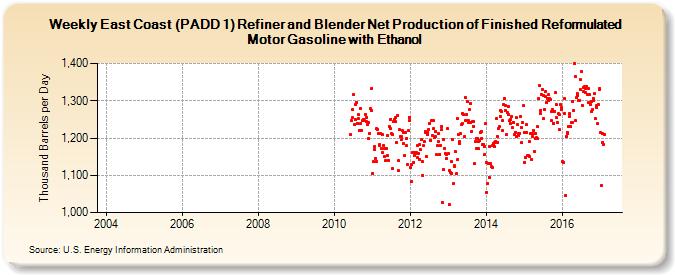 Weekly East Coast (PADD 1) Refiner and Blender Net Production of Finished Reformulated
Motor Gasoline with Ethanol
Thousand Barrels per Day
1,400
1,300
1,200
1,100
1,000
2004 2006 2008 2010 2012 2014 2016
Source: U.S. Energy Information Administration